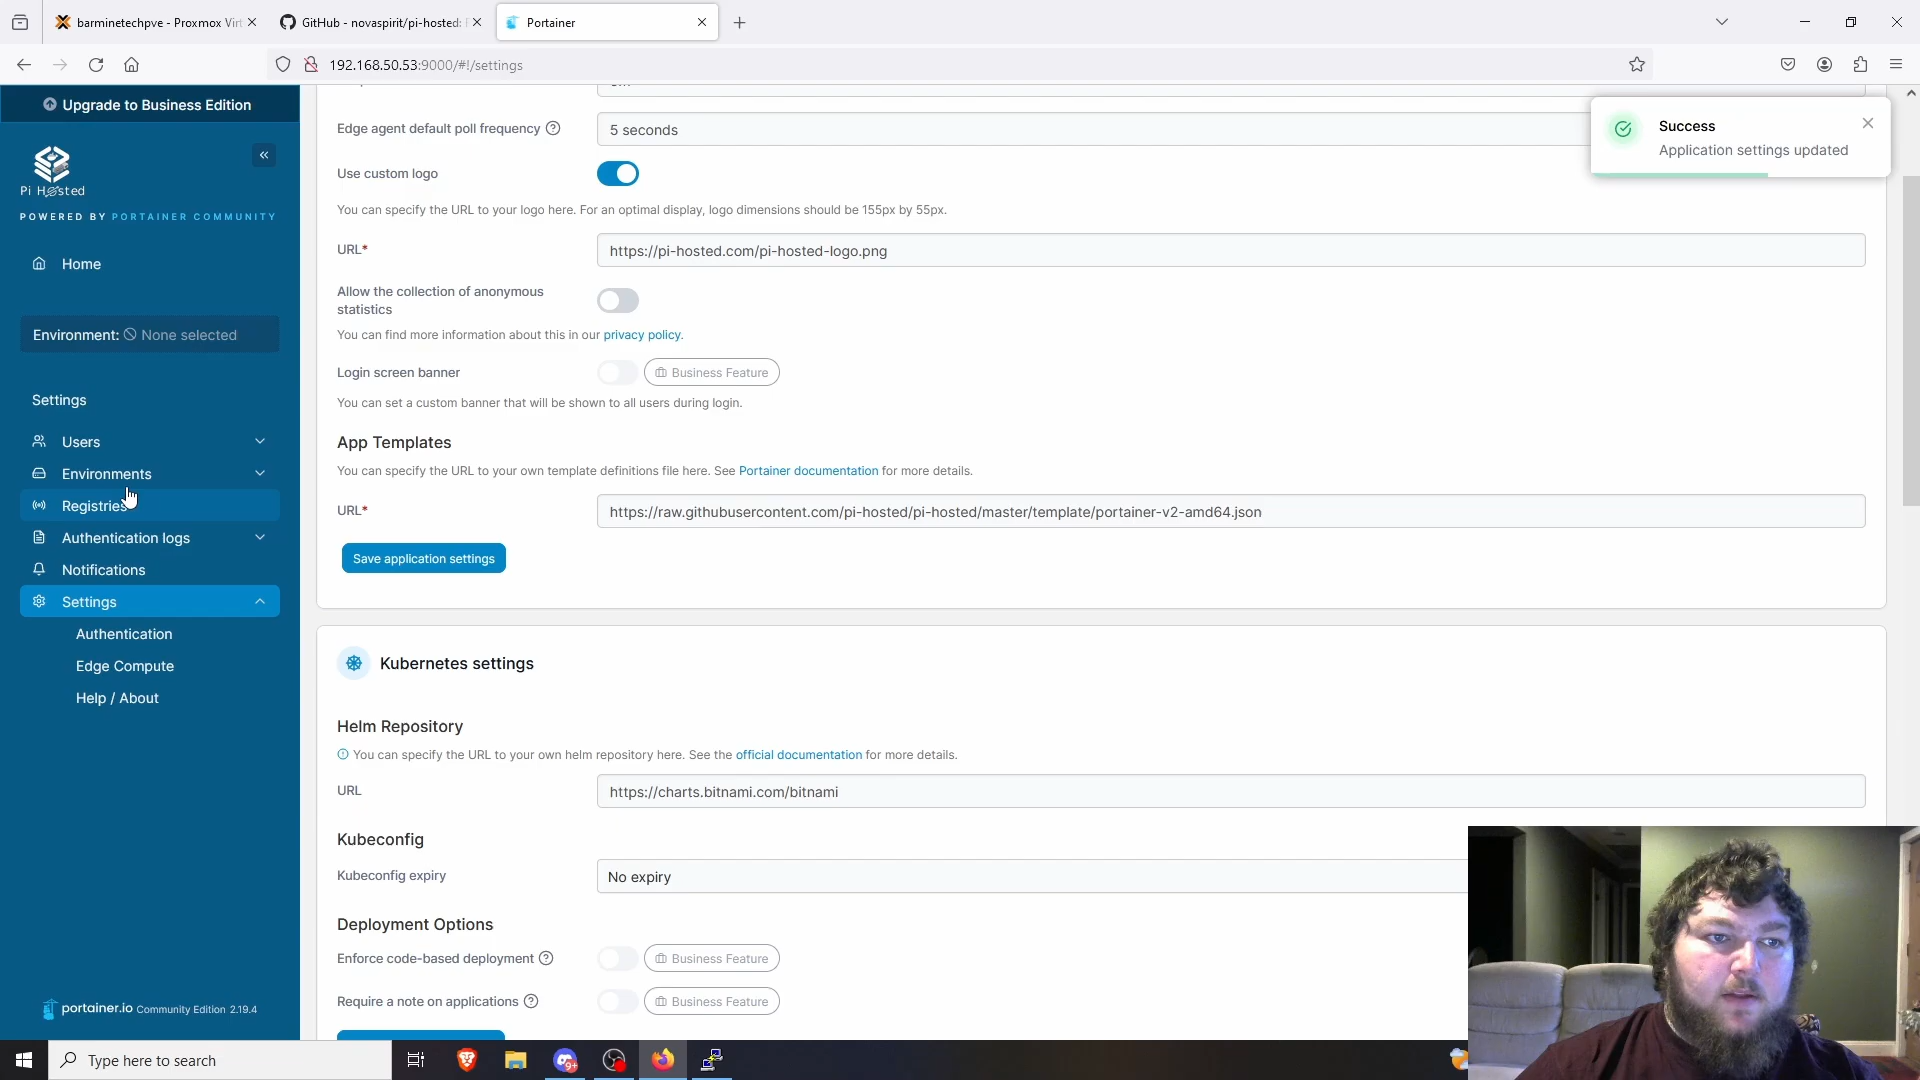 barminetechpve - Proxmox Vir
GitHub - novaspirit/pi-hosted:
Portainer
192.168.50.53:9000/#!/settings
Upgrade to Business Edition
Pi Hosted
POWERED BY PORTAINER COMMUNITY
Home
Environment: None selected
Settings
Users
Environments
Registries
Authentication logs
Notifications
Settings
Authentication
Edge Compute
Help / About
portainer.io Community Edition 2.19.4
Edge agent default poll frequency
5 seconds
Success
Application settings updated
Use custom logo
You can specify the URL to your logo here. For an optimal display, logo dimensions should be 155px by 55px.
URL*
https://pi-hosted.com/pi-hosted-logo.png
Allow the collection of anonymous
statistics
You can find more information about this in our privacy policy.
Login screen banner
Business Feature
You can set a custom banner that will be shown to all users during login.
App Templates
You can specify the URL to your own template definitions file here. See Portainer documentation for more details.
URL*
https://raw.githubusercontent.com/pi-hosted/pi-hosted/master/template/portainer-v2-amd64.json
Save application settings
Kubernetes settings
Helm Repository
You can specify the URL to your own helm repository here. See the official documentation for more details.
URL
https://charts.bitnami.com/bitnami
Kubeconfig
Kubeconfig expiry
No expiry
Deployment Options
Enforce code-based deployment
Business Feature
Require a note on applications
Business Feature
Type here to search
9+